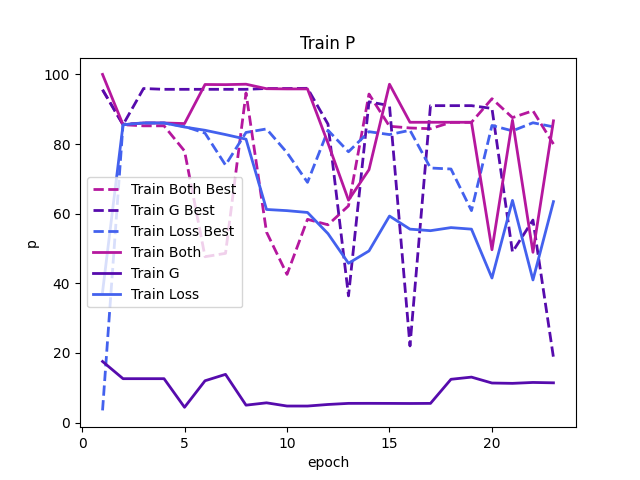 Train P
p
100
80
60
40
20
0
Train Both Best
Train G Best
Train Loss Best
Train Both
Train G
Train Loss
0 5 10 15 20
epoch